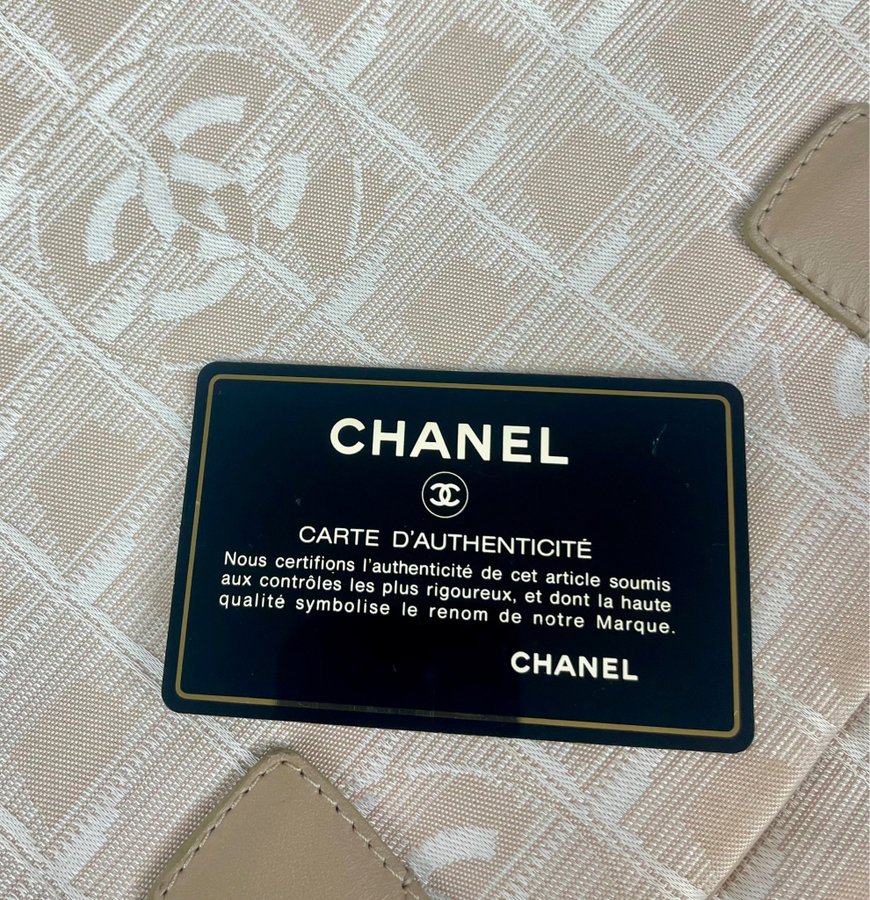 CHANEL
CARTE D'AUTHENTICITÉ
Nous certifions l'authenticité de cet article soumis
aux contrôles les plus rigoureux, et dont la haute
qualité symbolise le renom de notre Marque.
CHANEL